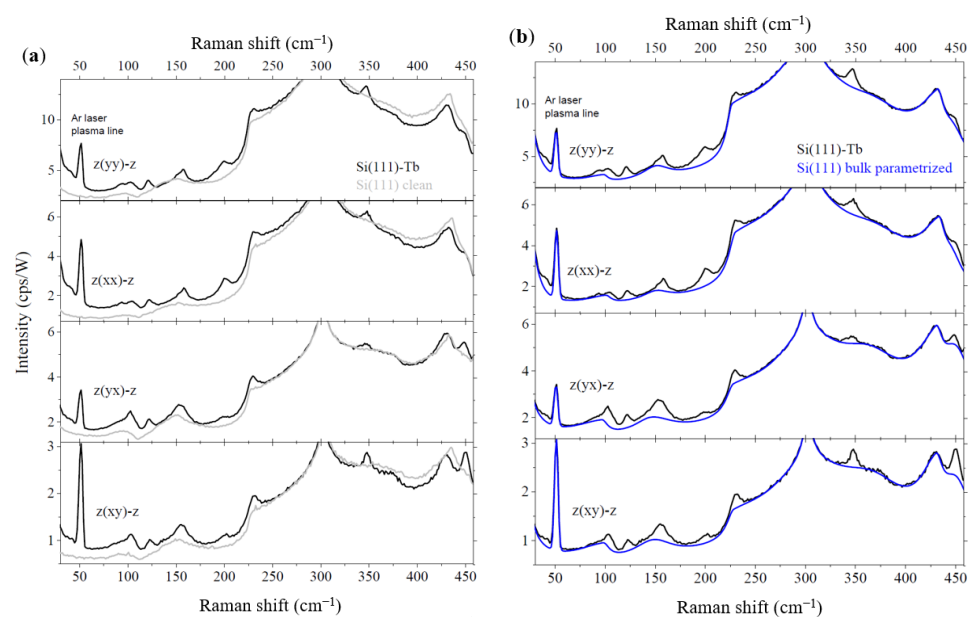 (a)
Raman shift (cm⁻¹)
50 100 150 200 250 300 350 400 450
Intensity (cps/W)
10
5
Ar laser
plasma line
z(yy)-z
Si(111)-Tb
Si(111) clean
6
4
2
z(xx)-z
6
4
2
z(yx)-z
3
2
1
z(xy)-z
50 100 150 200 250 300 350 400 450
Raman shift (cm⁻¹)
(b)
Raman shift (cm⁻¹)
50 100 150 200 250 300 350 400 450
10
5
Ar laser
plasma line
z(yy)-z
Si(111)-Tb
Si(111) bulk parametrized
6
4
2
z(xx)-z
6
4
2
z(yx)-z
3
2
1
z(xy)-z
50 100 150 200 250 300 350 400 450
Raman shift (cm⁻¹)